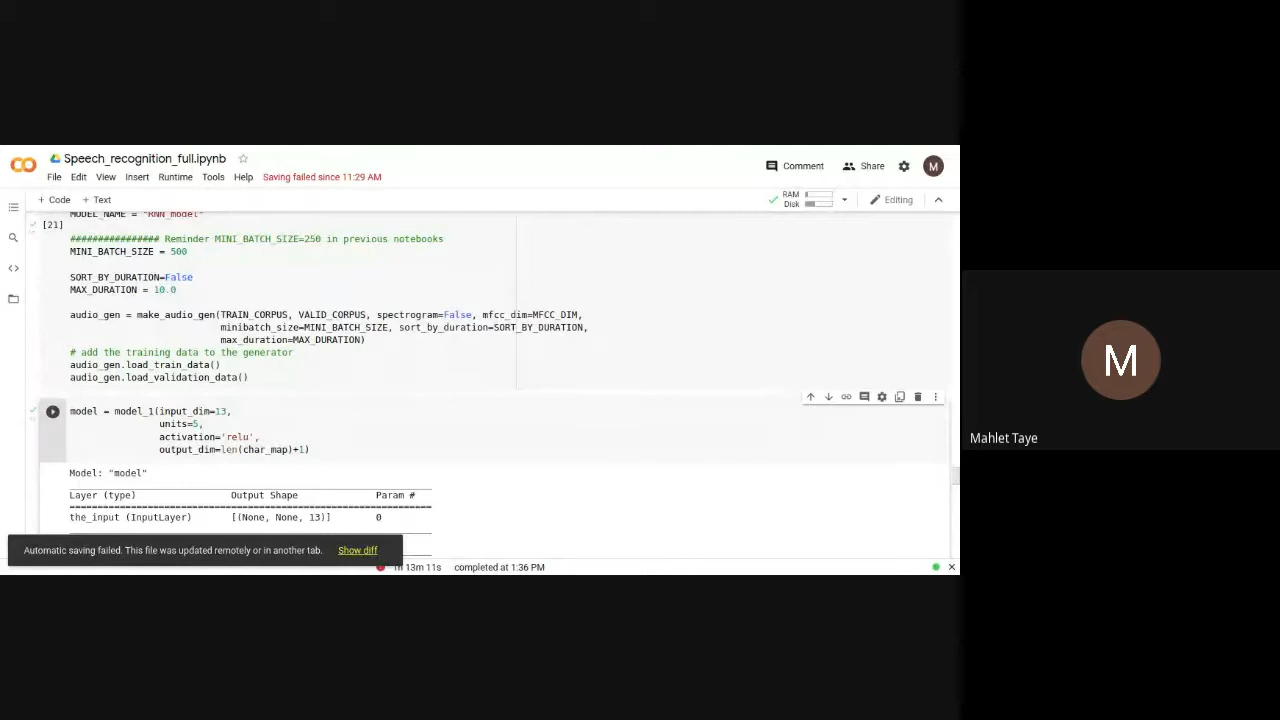 Speech_recognition_full.ipynb
File Edit View Insert Runtime Tools Help Saving failed since 11:29 AM
Comment Share M
+ Code + Text
RAM
Disk
Editing
MODEL_NAME = "RNN_model"
[21]
################ Reminder MINI_BATCH_SIZE=250 in previous notebooks
MINI_BATCH_SIZE = 500
SORT_BY_DURATION=False
MAX_DURATION = 10.0
audio_gen = make_audio_gen(TRAIN_CORPUS, VALID_CORPUS, spectrogram=False, mfcc_dim=MFCC_DIM,
minibatch_size=MINI_BATCH_SIZE, sort_by_duration=SORT_BY_DURATION,
max_duration=MAX_DURATION)
# add the training data to the generator
audio_gen.load_train_data()
audio_gen.load_validation_data()
model = model_1(input_dim=13,
units=5,
activation='relu',
output_dim=len(char_map)+1)
Model: "model"
Layer (type) Output Shape Param #
the_input (InputLayer) [(None, None, 13)] 0
Automatic saving failed. This file was updated remotely or in another tab. Show diff
1h 13m 11s completed at 1:36 PM
M
Mahlet Taye